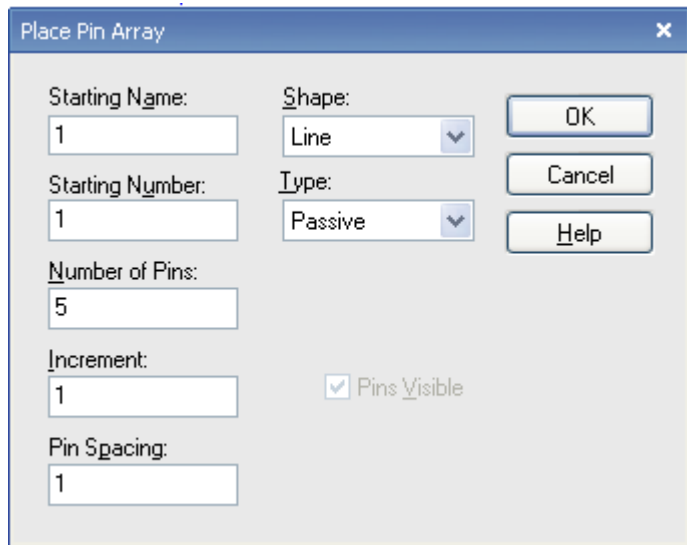 Place Pin Array
Starting Name:
1
Starting Number:
1
Number of Pins:
5
Increment:
1
Pin Spacing:
1
Shape:
Line
Type:
Passive
Pins Visible
OK
Cancel
Help